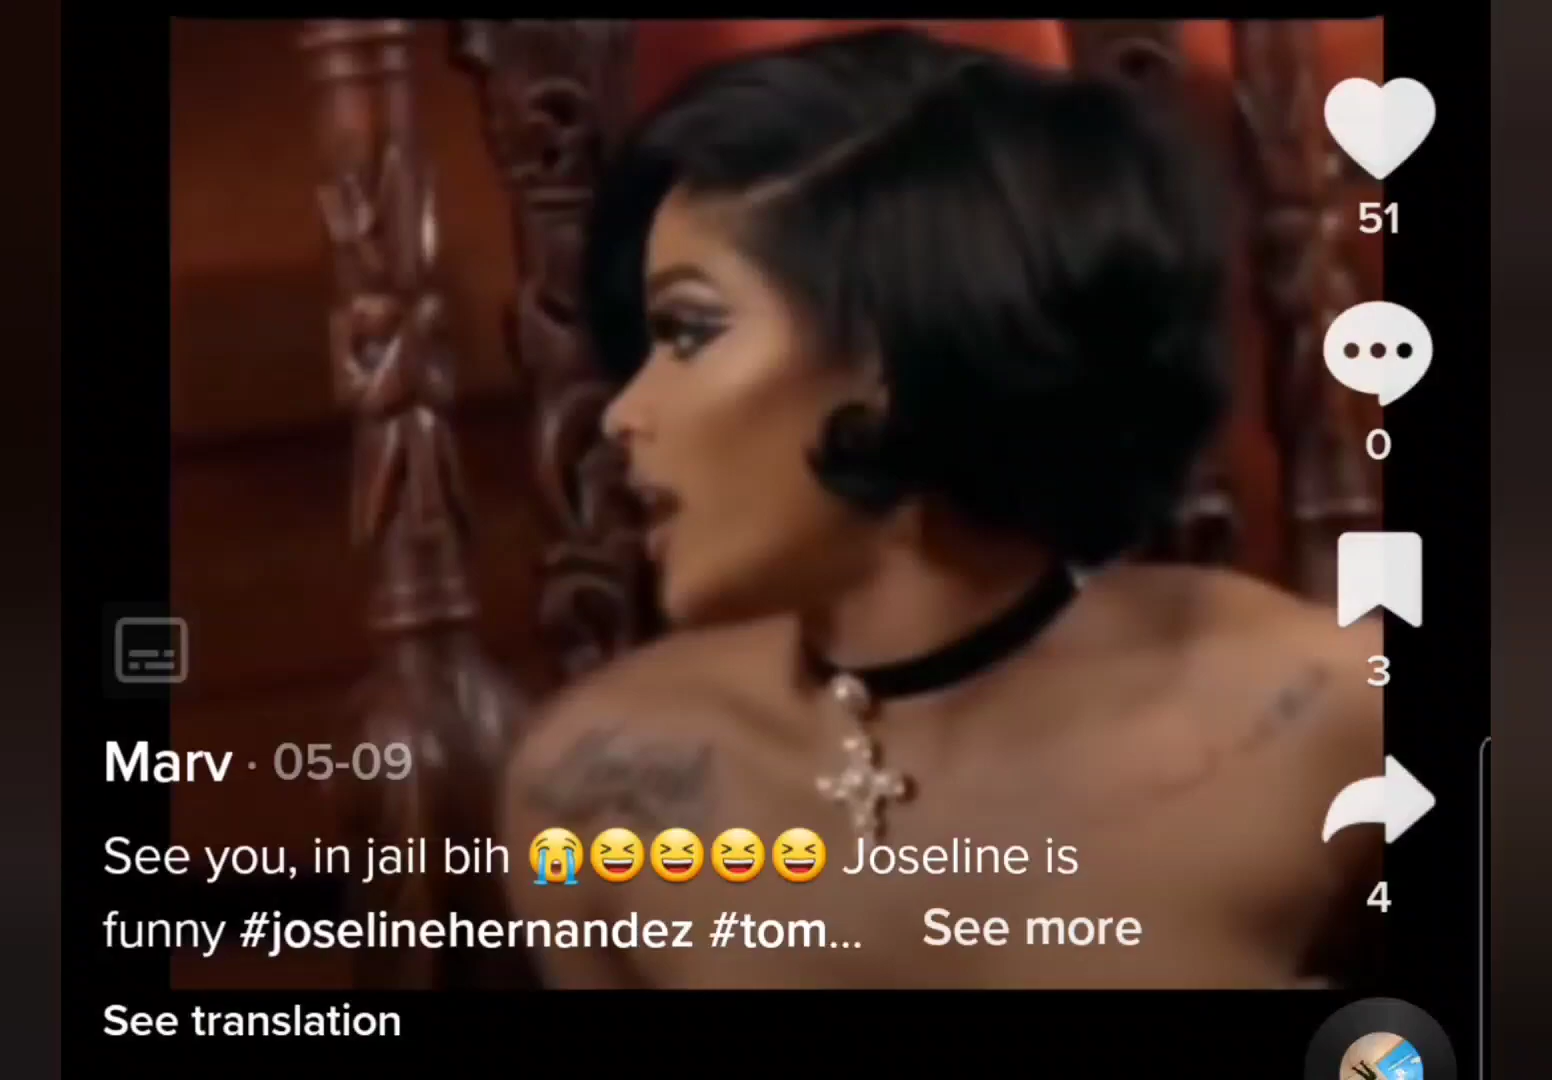 51
0
3
Marv · 05-09
See you, in jail bih 😭😆😆😆😆 Joseline is
funny #joselinehernandez #tom... See more
4
See translation